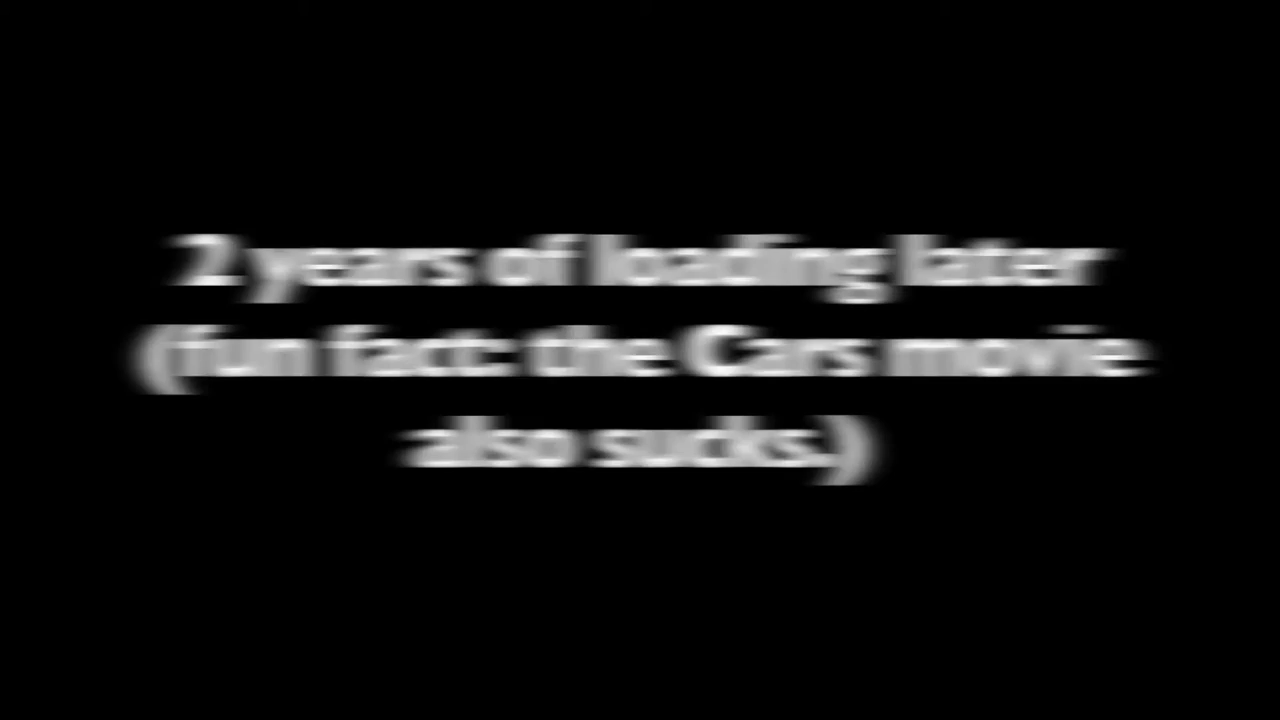 2 years of loading later
(fun fact: the Cars movie
also sucks.)